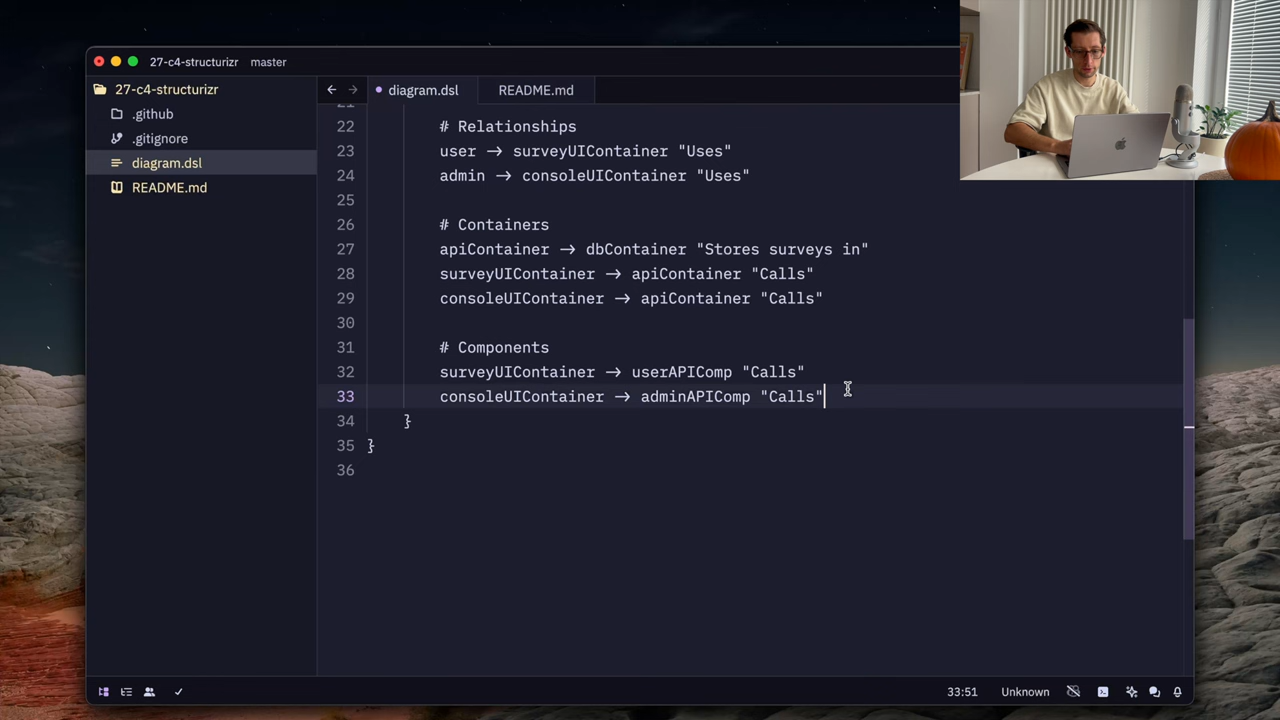 27-c4-structurizr master
27-c4-structurizr
.github
.gitignore
diagram.dsl
README.md
diagram.dsl
README.md
22 # Relationships
23 user -> surveyUIContainer "Uses"
24 admin -> consoleUIContainer "Uses"
25
26 # Containers
27 apiContainer -> dbContainer "Stores surveys in"
28 surveyUIContainer -> apiContainer "Calls"
29 consoleUIContainer -> apiContainer "Calls"
30
31 # Components
32 surveyUIContainer -> userAPIComp "Calls"
33 consoleUIContainer -> adminAPIComp "Calls"
34 }
35 }
36
33:51 Unknown